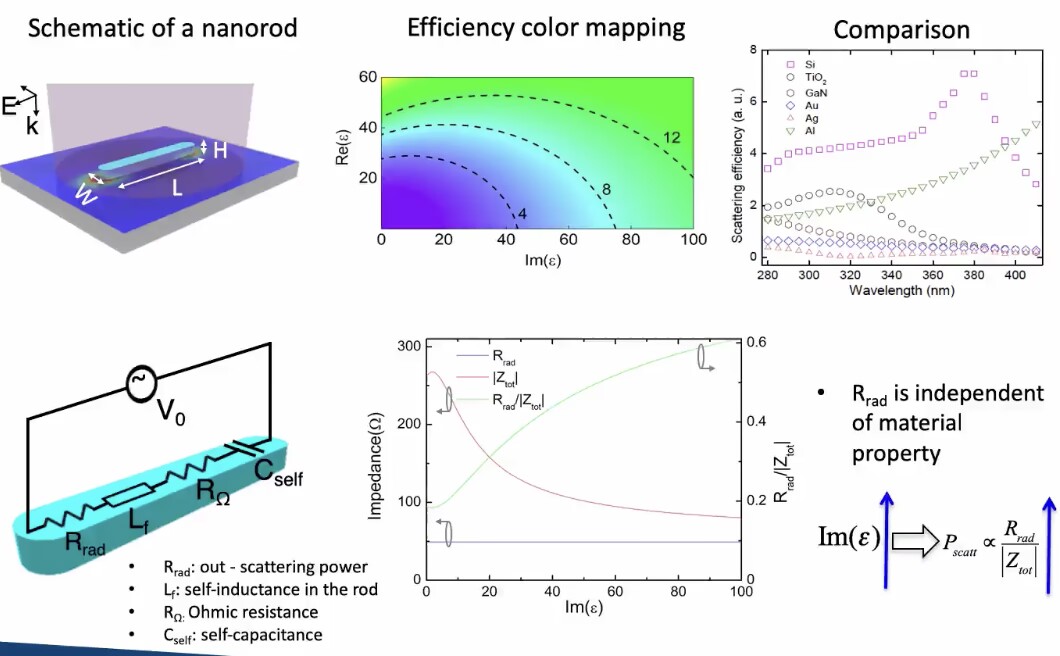 Schematic of a nanorod
E
k
H
L
W
Efficiency color mapping
Re(ε)
60
40
20
12
8
4
0 20 40 60 80 100
Im(ε)
Comparison
Scattering efficiency (a. u.)
8
6
4
2
0
Si
TiO2
GaN
Au
Ag
Al
280 300 320 340 360 380 400
Wavelength (nm)
~
V0
Cself
RΩ
Lf
Rrad
Rrad: out - scattering power
Lf: self-inductance in the rod
RΩ: Ohmic resistance
Cself: self-capacitance
Impedance(Ω)
300
200
100
0
Rrad
|Ztot|
Rrad/|Ztot|
0.6
0.4
0.2
0
Rrad/|Ztot|
0 20 40 60 80 100
Im(ε)
Rrad is independent
of material
property
Im(ε)
Pscatt ∝ Rrad / |Ztot|